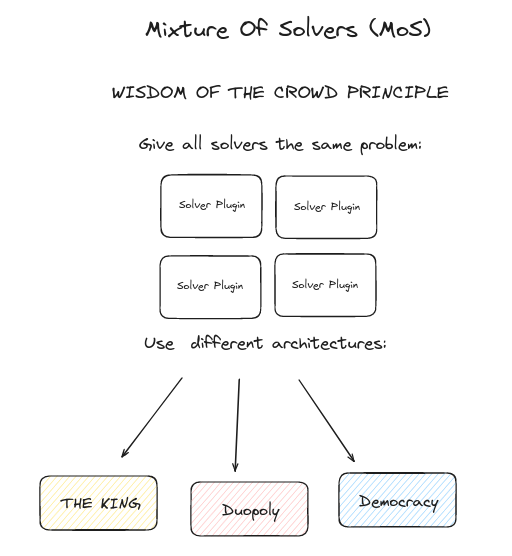 Mixture Of Solvers (MoS)
WISDOM OF THE CROWD PRINCIPLE
Give all solvers the same problem:
Solver Plugin
Solver Plugin
Solver Plugin
Solver Plugin
Use different architectures:
THE KING
Duopoly
Democracy